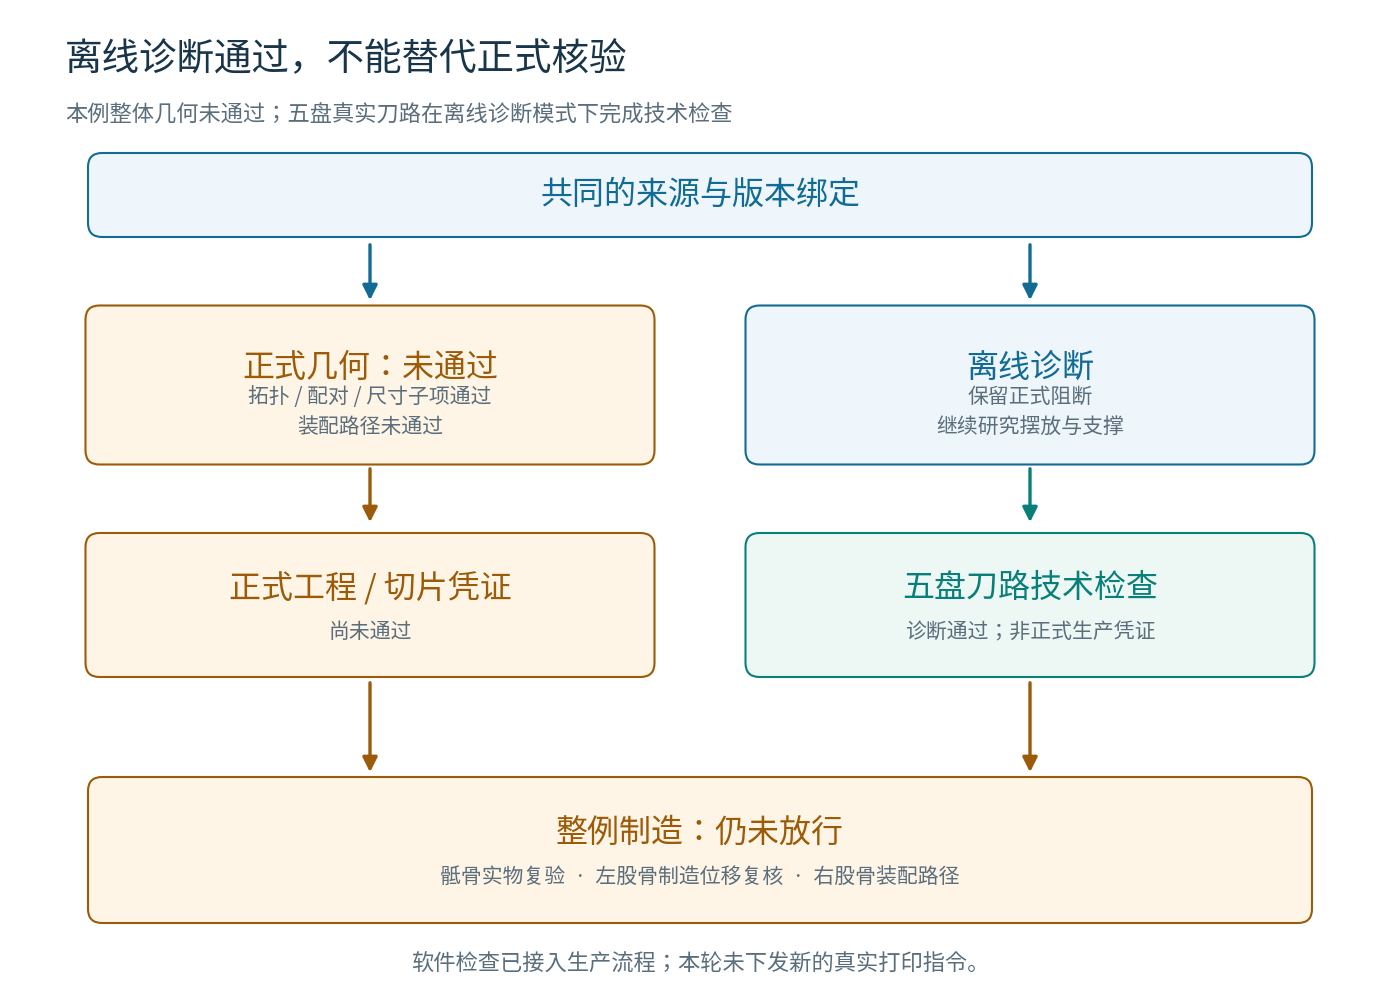 离线诊断通过，不能替代正式核验
本例整体几何未通过；五盘真实刀路在离线诊断模式下完成技术检查
共同的来源与版本绑定
正式几何：未通过
拓扑 / 配对 / 尺寸子项通过
装配路径未通过
离线诊断
保留正式阻断
继续研究摆放与支撑
正式工程 / 切片凭证
尚未通过
五盘刀路技术检查
诊断通过；非正式生产凭证
整例制造：仍未放行
骶骨实物复验 · 左股骨制造位移复核 · 右股骨装配路径
软件检查已接入生产流程；本轮未下发新的真实打印指令。